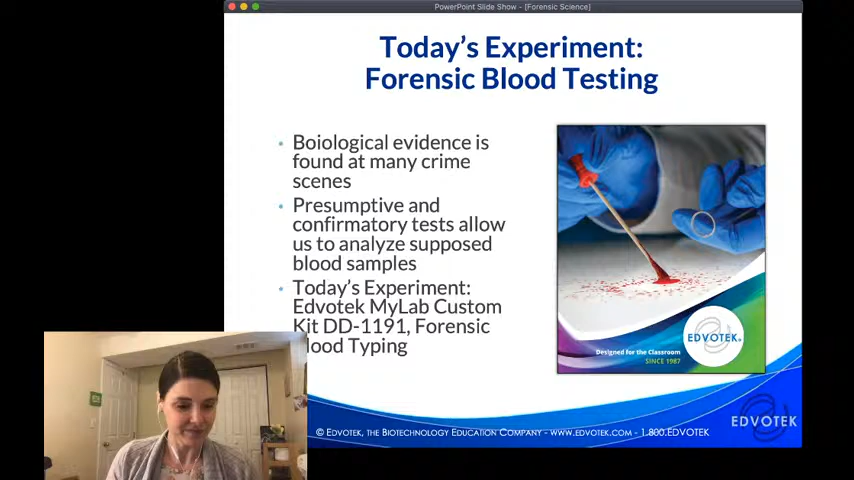 PowerPoint Slide Show - [Forensic Science]
Today's Experiment:
Forensic Blood Testing
• Boiological evidence is
found at many crime
scenes
• Presumptive and
confirmatory tests allow
us to analyze supposed
blood samples
• Today's Experiment:
Edvotek MyLab Custom
Kit DD-1191, Forensic
lood Typing
EDVOTEK®
Designed for the Classroom
SINCE 1987
© EDVOTEK, THE BIOTECHNOLOGY EDUCATION COMPANY - WWW.EDVOTEK.COM - 1.800.EDVOTEK
EDVOTEK